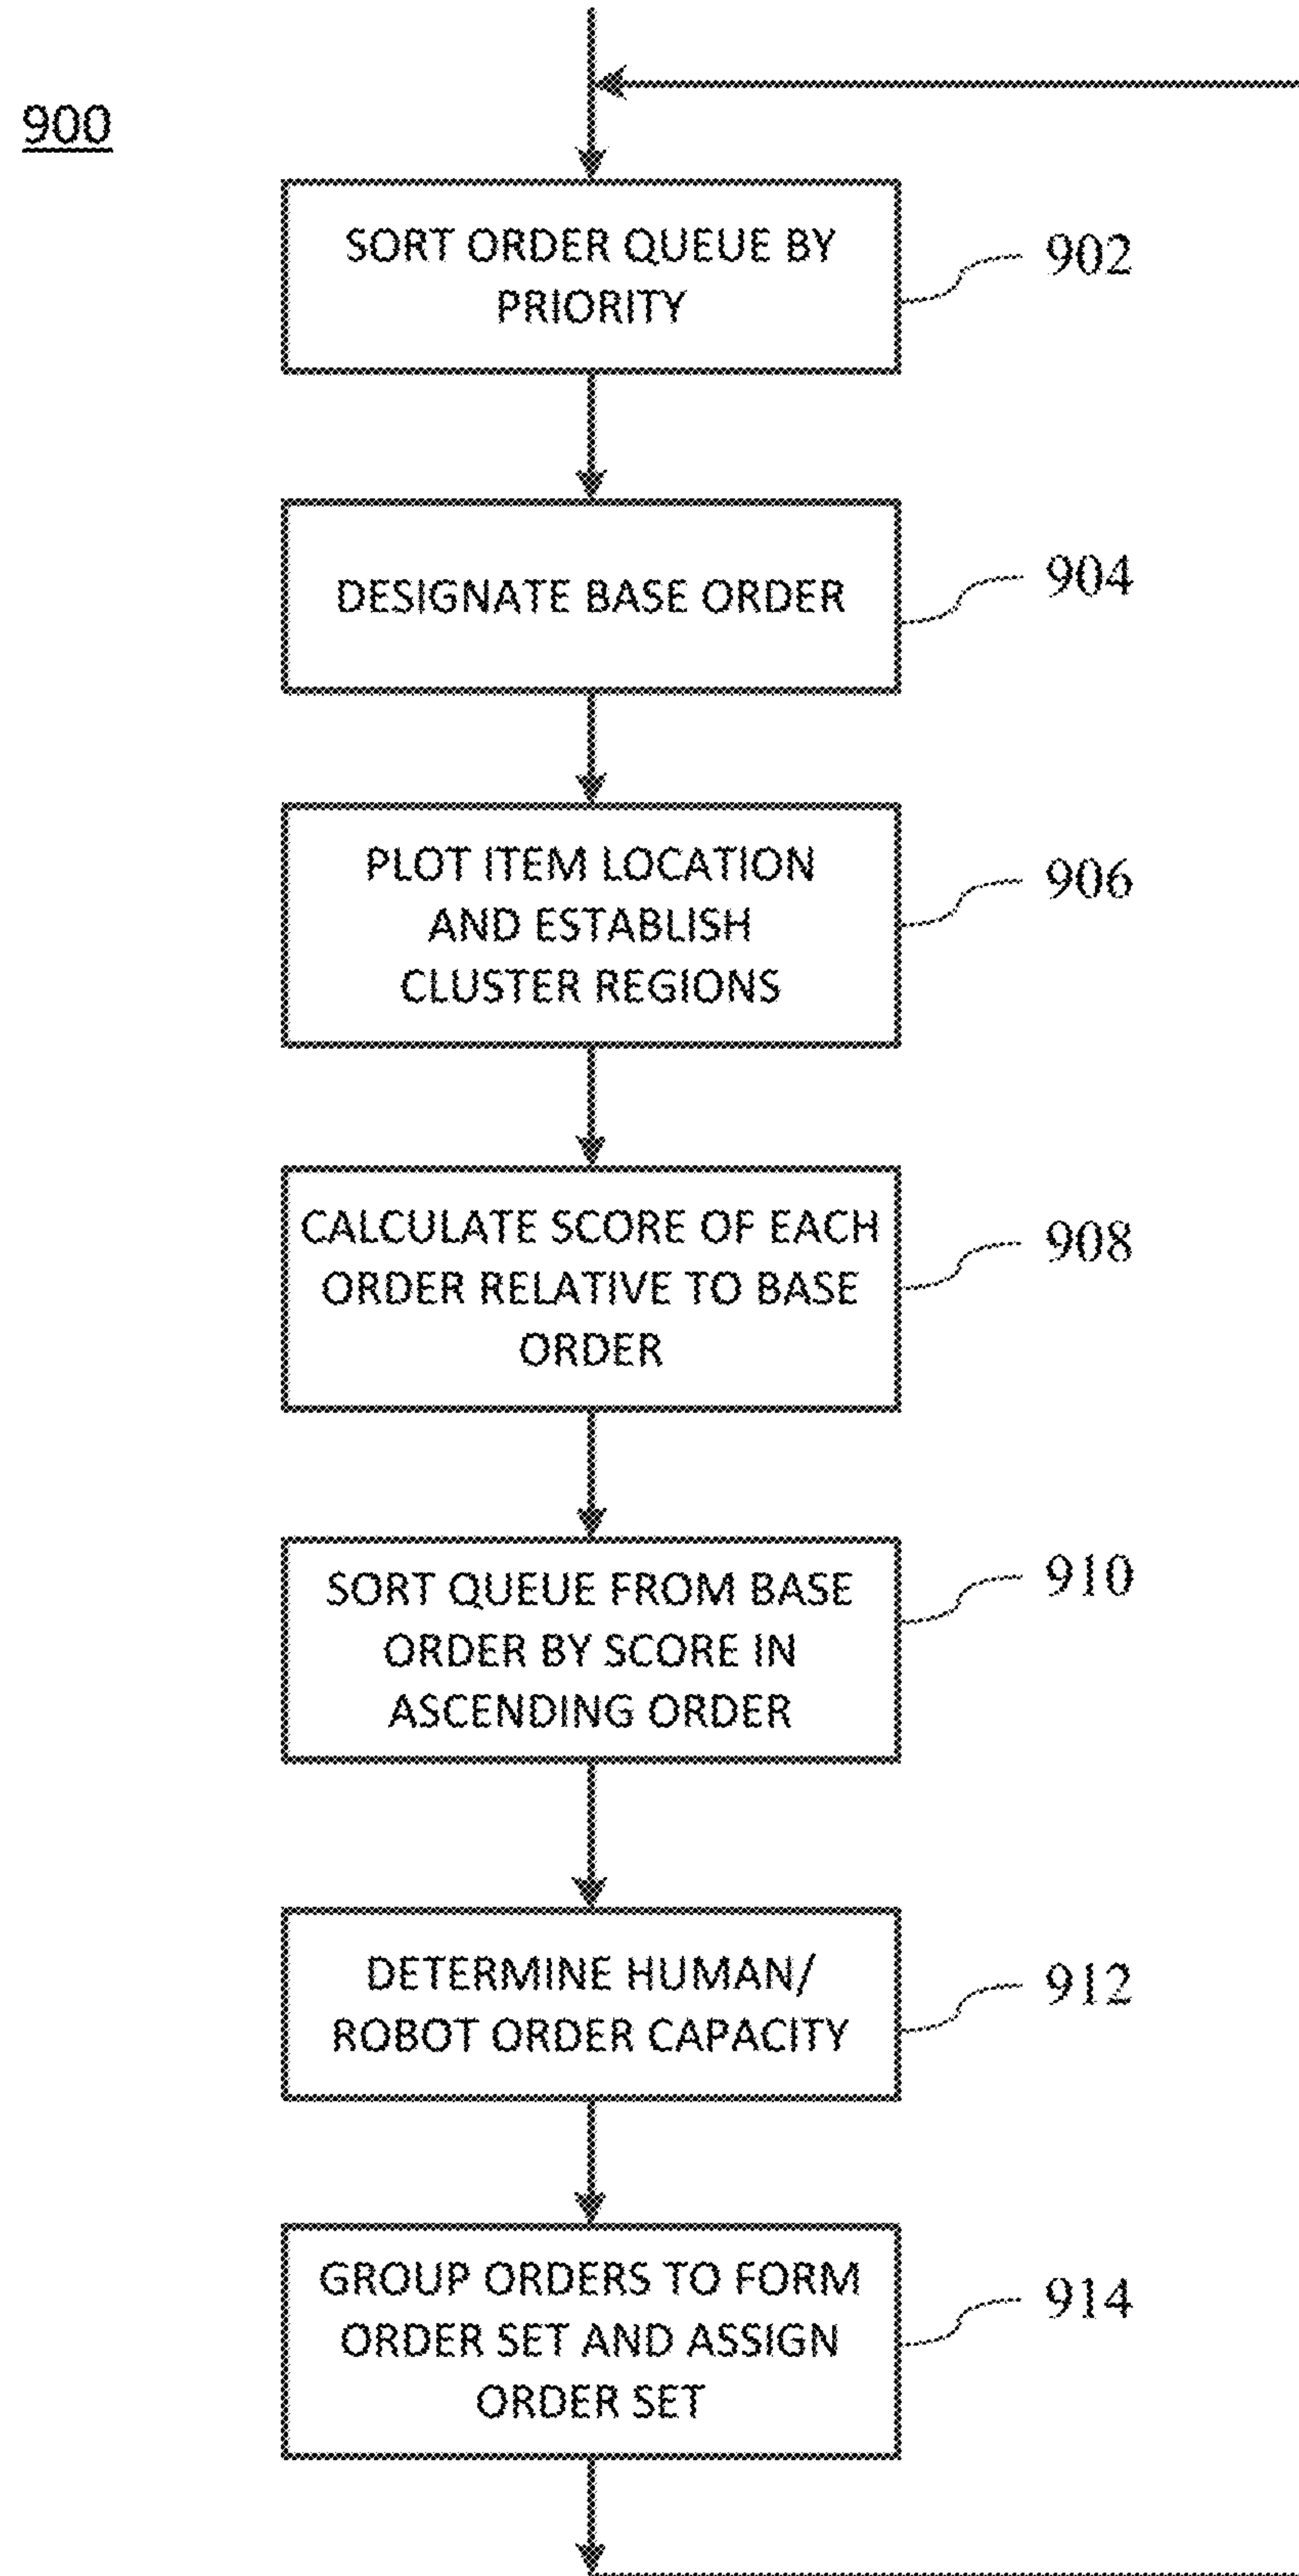 900
SORT ORDER QUEUE BY
PRIORITY
902
DESIGNATE BASE ORDER
904
PLOT ITEM LOCATION
AND ESTABLISH
CLUSTER REGIONS
906
CALCULATE SCORE OF EACH
ORDER RELATIVE TO BASE
ORDER
908
SORT QUEUE FROM BASE
ORDER BY SCORE IN
ASCENDING ORDER
910
DETERMINE HUMAN/
ROBOT ORDER CAPACITY
912
GROUP ORDERS TO FORM
ORDER SET AND ASSIGN
ORDER SET
914